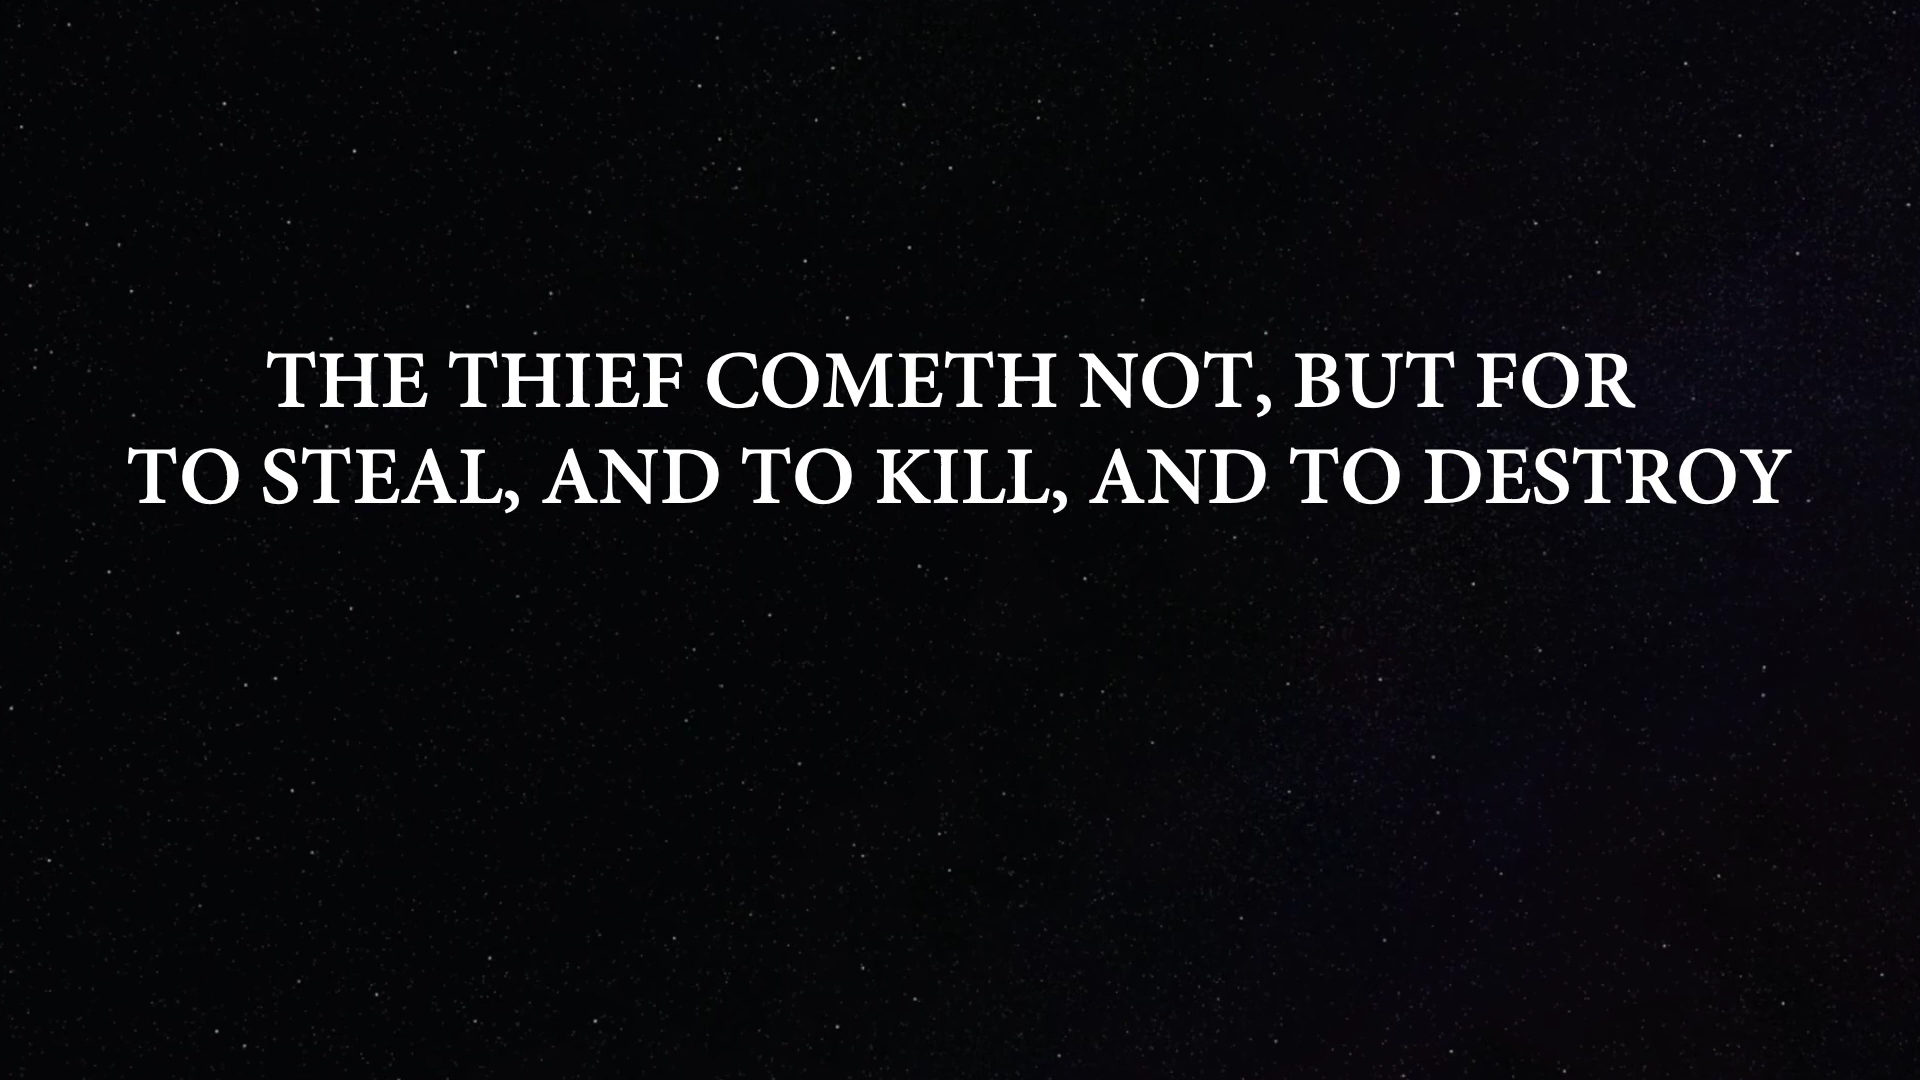 THE THIEF COMETH NOT, BUT FOR
TO STEAL, AND TO KILL, AND TO DESTROY